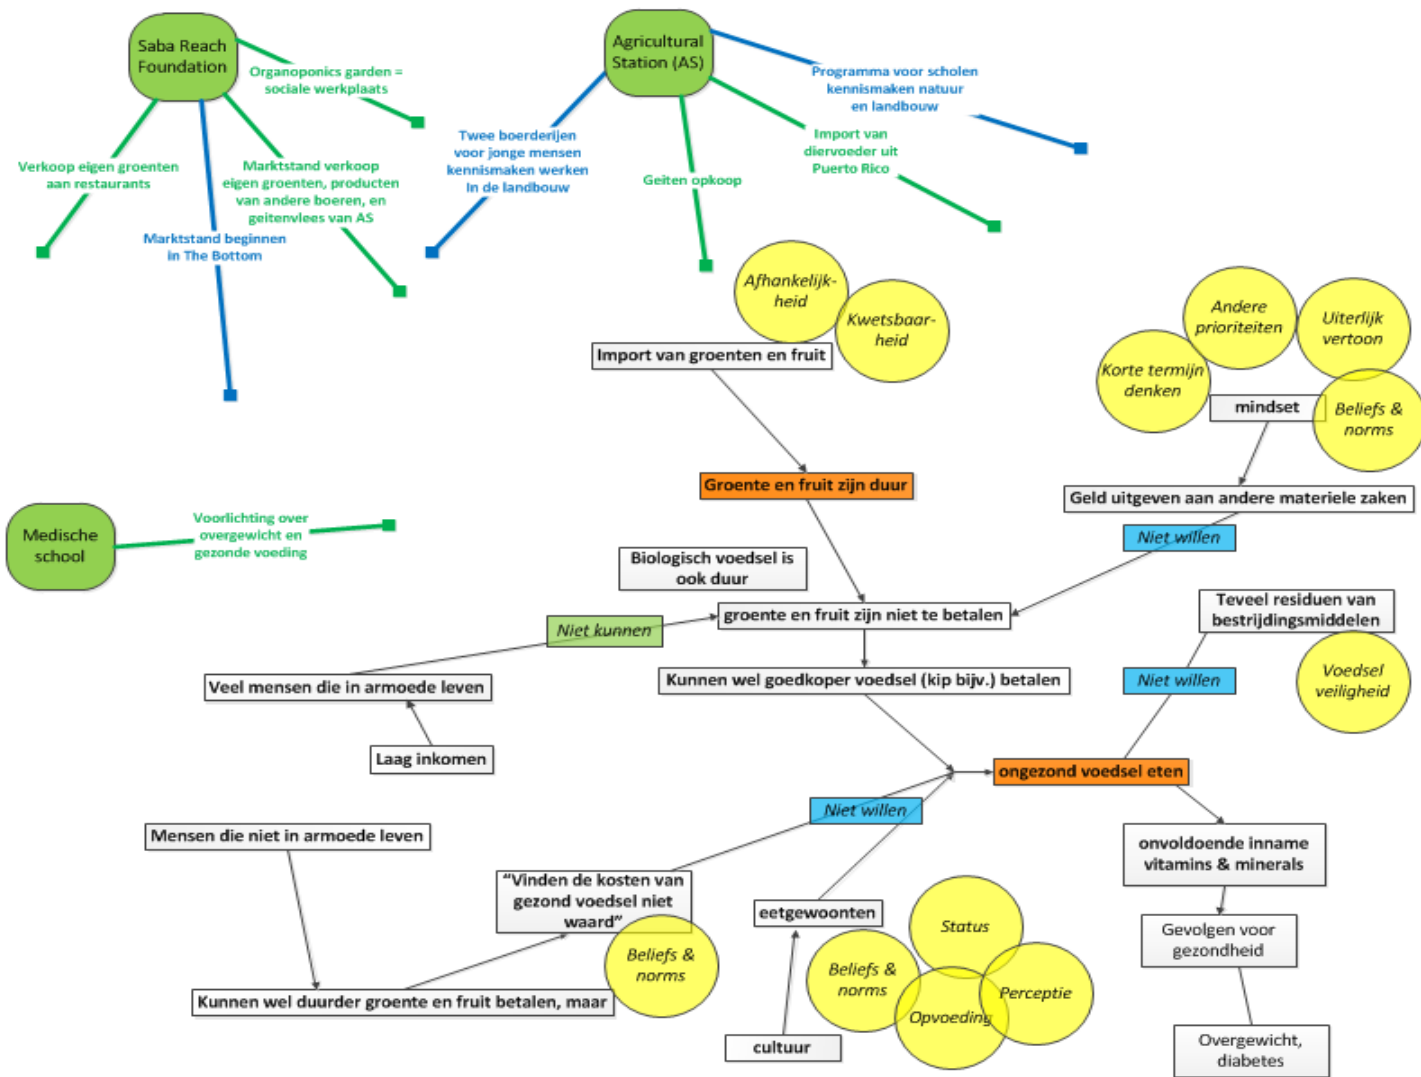 Saba Reach
Foundation
Organoponics garden =
sociale werkplaats
Verkoop eigen groenten
aan restaurants
Marktstand verkoop
eigen groenten, producten
van andere boeren, en
geitenvlees van AS
Marktstand beginnen
in The Bottom
Agricultural
Station (AS)
Programma voor scholen
kennismaken natuur
en landbouw
Twee boerderijen
voor jonge mensen
kennismaken werken
In de landbouw
Import van
diervoeder uit
Puerto Rico
Geiten opkoop
Afhankelijk-
heid
Kwetsbaar-
heid
Import van groenten en fruit
Andere
prioriteiten
Uiterlijk
vertoon
Korte termijn
denken
mindset
Beliefs &
norms
Groente en fruit zijn duur
Geld uitgeven aan andere materiele zaken
Niet willen
Medische
school
Voorlichting over
overgewicht en
gezonde voeding
Biologisch voedsel is
ook duur
groente en fruit zijn niet te betalen
Teveel residuen van
bestrijdingsmiddelen
Niet kunnen
Veel mensen die in armoede leven
Kunnen wel goedkoper voedsel (kip bijv.) betalen
Niet willen
Voedsel
veiligheid
Laag inkomen
ongezond voedsel eten
Niet willen
Mensen die niet in armoede leven
onvoldoende inname
vitamins & minerals
“Vinden de kosten van
gezond voedsel niet
waard”
eetgewoonten
Status
Gevolgen voor
gezondheid
Beliefs &
norms
Beliefs &
norms
Perceptie
Opvoeding
Kunnen wel duurder groente en fruit betalen, maar
cultuur
Overgewicht,
diabetes